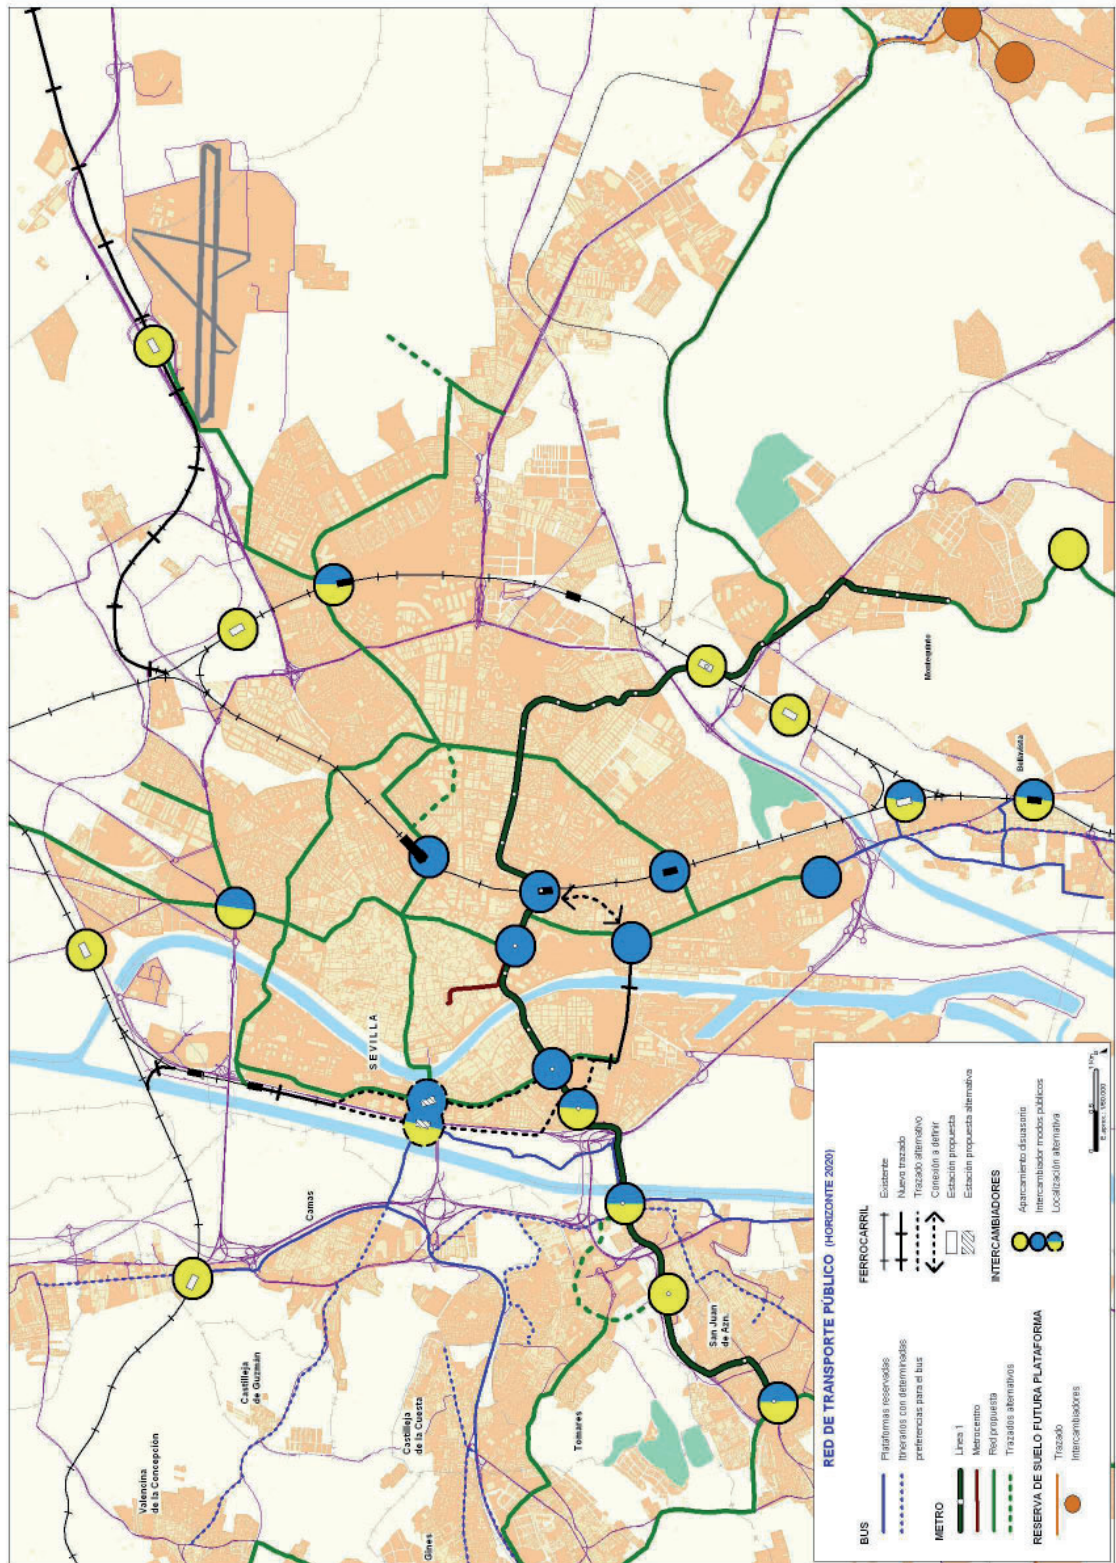 Valencina
de la Concepción
Castilleja
de Guzmán
Camas
SEVILLA
Castilleja
de la Cuesta
Gines
Tomares
San Juan
de Azn.
Montequinto
Bellavista
RED DE TRANSPORTE PÚBLICO (HORIZONTE 2020)
BUS
Plataformas reservadas
Itinerarios con determinadas
preferencias para el bus
METRO
Línea 1
Metrocentro
Red propuesta
Trazados alternativos
RESERVA DE SUELO FUTURA PLATAFORMA
Trazado
Intercambiadores
FERROCARRIL
Existente
Nuevo trazado
Trazado alternativo
Conexión a definir
Estación propuesta
Estación propuesta alternativa
INTERCAMBIADORES
Aparcamiento disuasorio
Intercambiador modos públicos
Localización alternativa